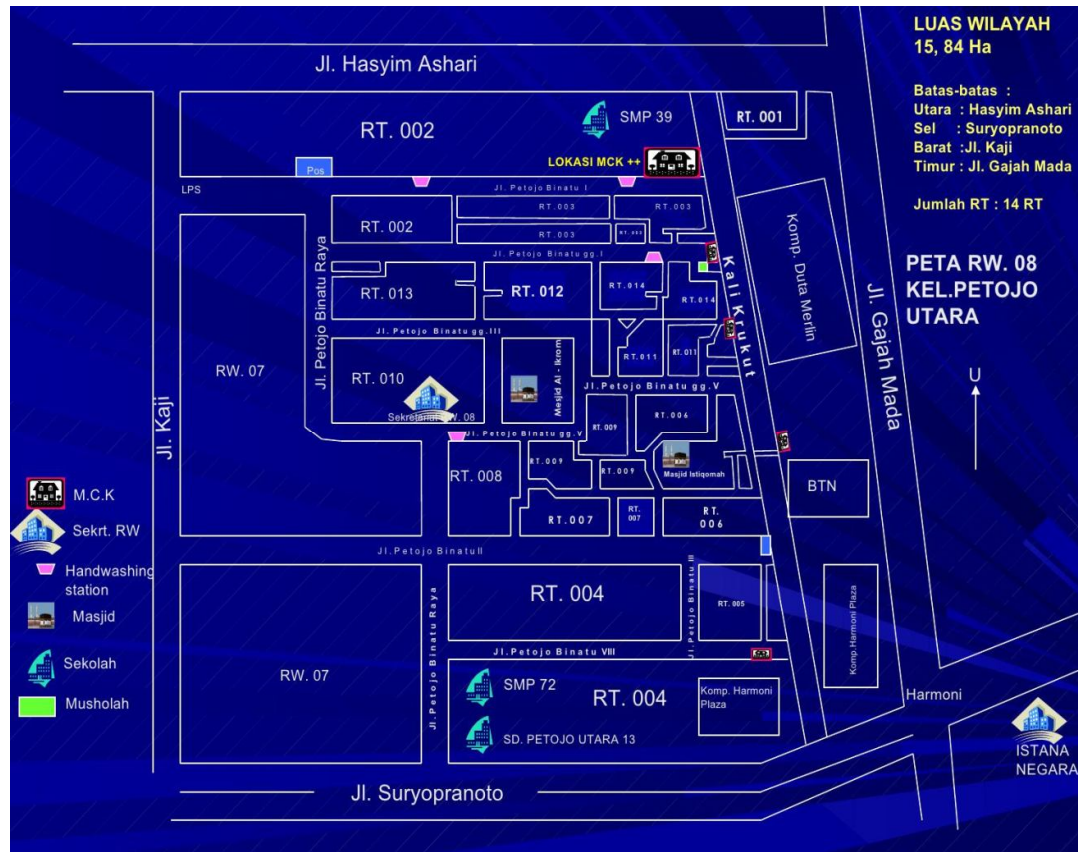 LUAS WILAYAH
15, 84 Ha
Batas-batas :
Utara : Hasyim Ashari
Sel : Suryopranoto
Barat :Jl. Kaji
Timur : Jl. Gajah Mada
Jumlah RT : 14 RT
PETA RW. 08
KEL.PETOJO
UTARA
U
Jl. Hasyim Ashari
RT. 002
SMP 39
RT. 001
LOKASI MCK ++
Pos
LPS
Jl. Petojo Binatu I
RT. 002
RT.003
RT.003
RT.003
Jl. Petojo Binatu gg.I
RT. 013
RT. 012
RT.014
RT.014
Kali Krukut
Komp. Duta Merlin
Jl. Gajah Mada
Jl. Petojo Binatu Raya
Jl. Petojo Binatu gg.III
RW. 07
RT. 010
Sekretariat RW. 08
Mesjid Al - Ikrom
RT.011
RT.011
Jl.Petojo Binatu gg.V
RT.009
RT.006
Jl.Petojo Binatu gg.V
Jl. Kaji
RT. 008
RT.009
RT.009
Masjid Istiqomah
BTN
RT.007
RT.
007
RT.
006
Jl.Petojo Binatu II
Jl.Petojo Binatu Raya
RT. 004
Jl.Petojo Binatu III
RT. 005
Komp.Harmoni Plaza
Jl.Petojo Binatu VIII
RW. 07
SMP 72
RT. 004
Komp. Harmoni
Plaza
SD. PETOJO UTARA 13
Harmoni
ISTANA
NEGARA
Jl. Suryopranoto
M.C.K
Sekrt. RW
Handwashing
station
Masjid
Sekolah
Musholah